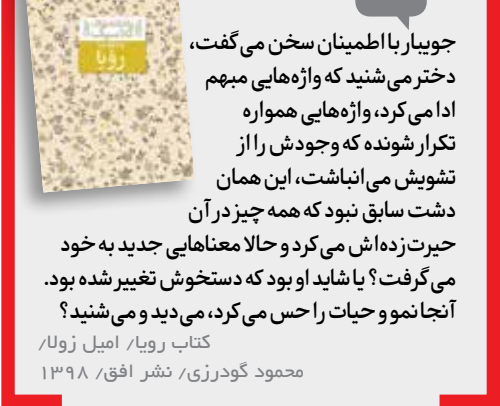 رؤیا
جویبار با اطمینان سخن می‌گفت،
دختر می‌شنید که واژه‌هایی مبهم
ادا می‌کرد، واژه‌هایی همواره
تکرار شونده که وجودش را از
تشویش می‌انباشت، این همان
دشت سابق نبود که همه چیز در آن
حیرت‌زده‌اش می‌کرد و حالا معناهایی جدید به خود
می‌گرفت؟ یا شاید او بود که دستخوش تغییر شده بود.
آنجا نمو و حیات را حس می‌کرد، می‌دید و می‌شنید؟
کتاب رویا/ امیل زولا/
محمود گودرزی/ نشر افق/ ۱۳۹۸